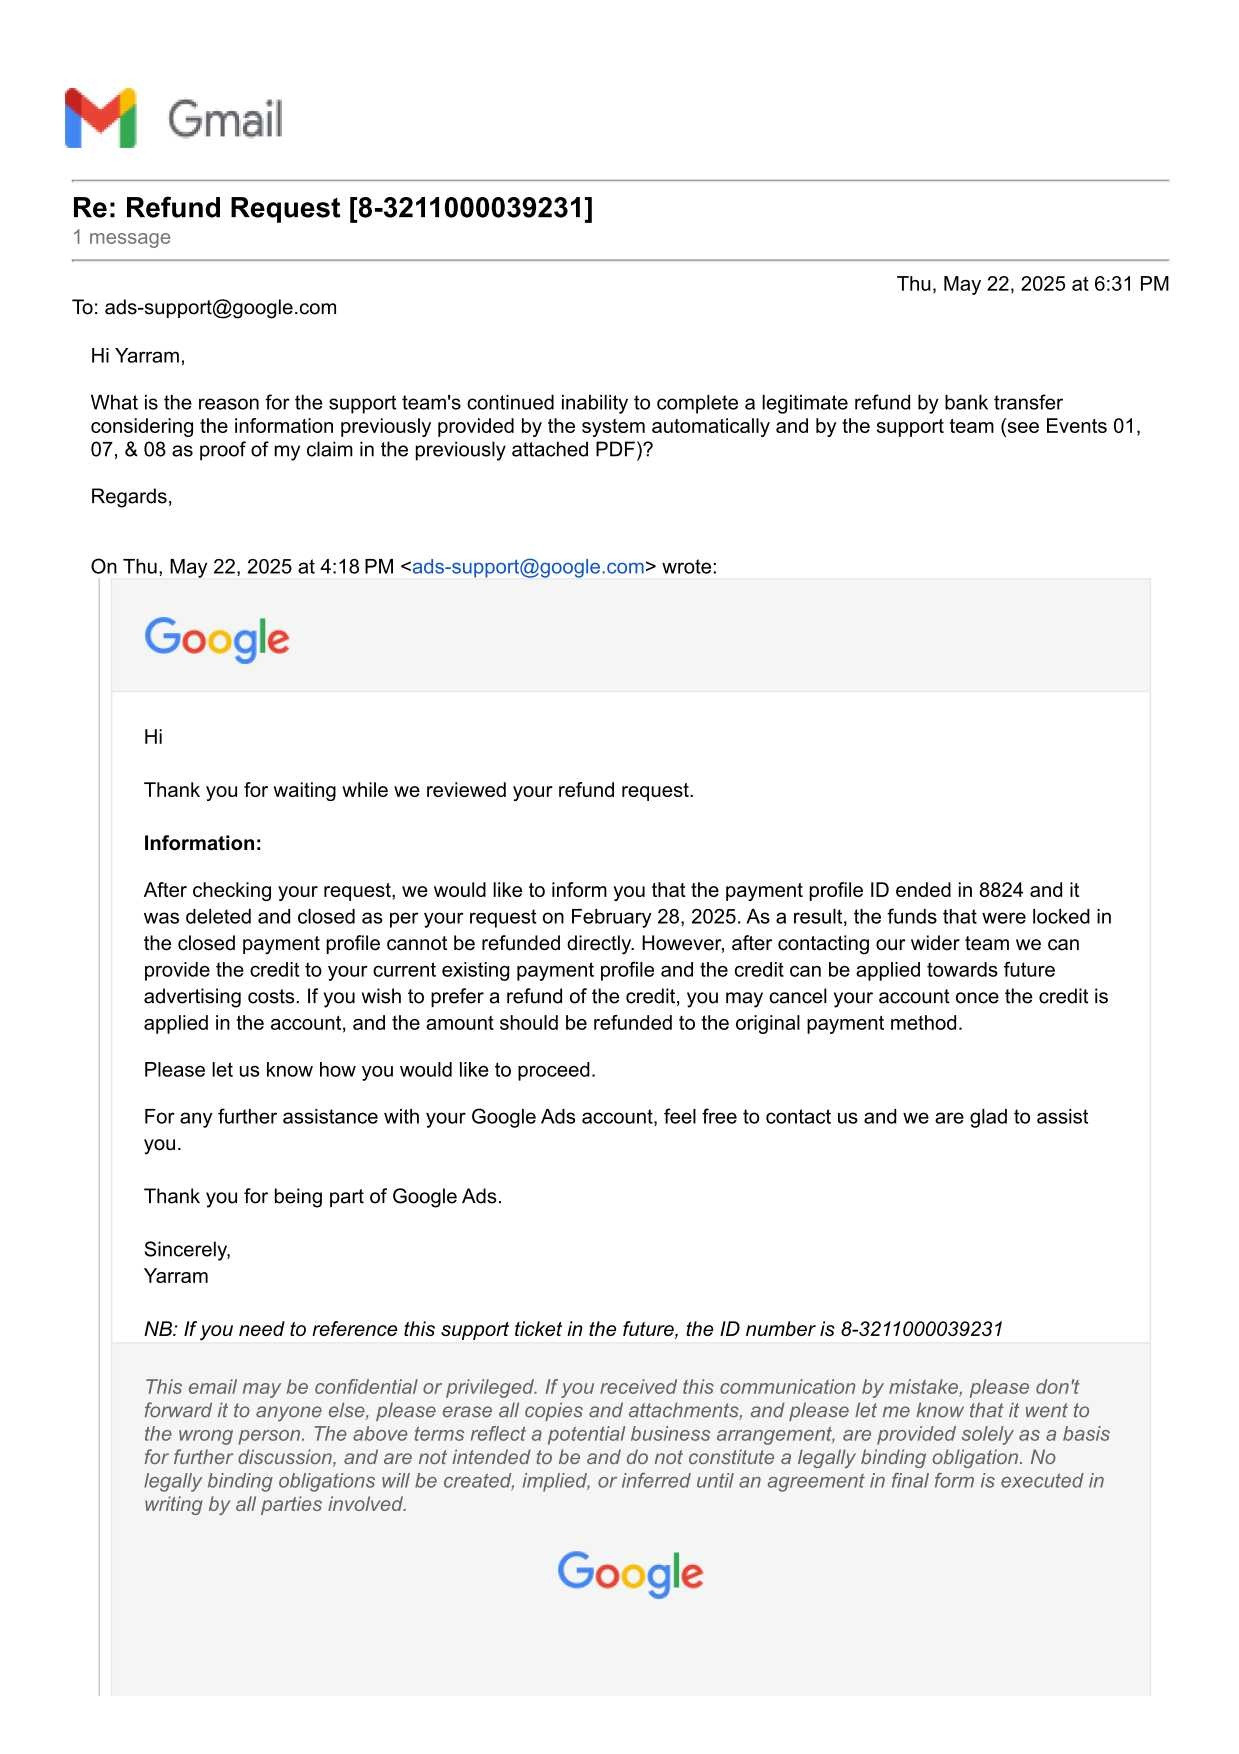 Gmail
Re: Refund Request [8-3211000039231]
1 message
Thu, May 22, 2025 at 6:31 PM
To: ads-support@google.com
Hi Yarram,
What is the reason for the support team's continued inability to complete a legitimate refund by bank transfer
considering the information previously provided by the system automatically and by the support team (see Events 01,
07, & 08 as proof of my claim in the previously attached PDF)?
Regards,
On Thu, May 22, 2025 at 4:18 PM <ads-support@google.com> wrote:
Google
Hi
Thank you for waiting while we reviewed your refund request.
Information:
After checking your request, we would like to inform you that the payment profile ID ended in 8824 and it
was deleted and closed as per your request on February 28, 2025. As a result, the funds that were locked in
the closed payment profile cannot be refunded directly. However, after contacting our wider team we can
provide the credit to your current existing payment profile and the credit can be applied towards future
advertising costs. If you wish to prefer a refund of the credit, you may cancel your account once the credit is
applied in the account, and the amount should be refunded to the original payment method.
Please let us know how you would like to proceed.
For any further assistance with your Google Ads account, feel free to contact us and we are glad to assist
you.
Thank you for being part of Google Ads.
Sincerely,
Yarram
NB: If you need to reference this support ticket in the future, the ID number is 8-3211000039231
This email may be confidential or privileged. If you received this communication by mistake, please don't
forward it to anyone else, please erase all copies and attachments, and please let me know that it went to
the wrong person. The above terms reflect a potential business arrangement, are provided solely as a basis
for further discussion, and are not intended to be and do not constitute a legally binding obligation. No
legally binding obligations will be created, implied, or inferred until an agreement in final form is executed in
writing by all parties involved.
Google